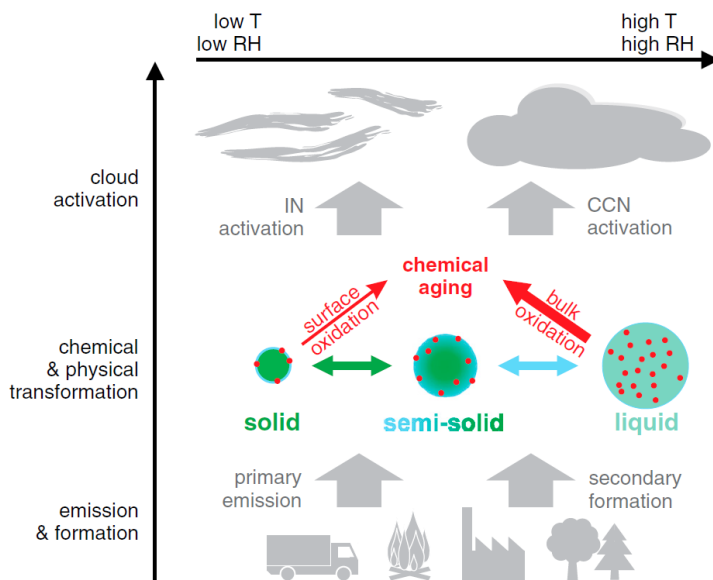 low T
low RH
high T
high RH
cloud
activation
IN
activation
CCN
activation
chemical
aging
surface
oxidation
bulk
oxidation
chemical
& physical
transformation
solid
semi-solid
liquid
primary
emission
secondary
formation
emission
& formation